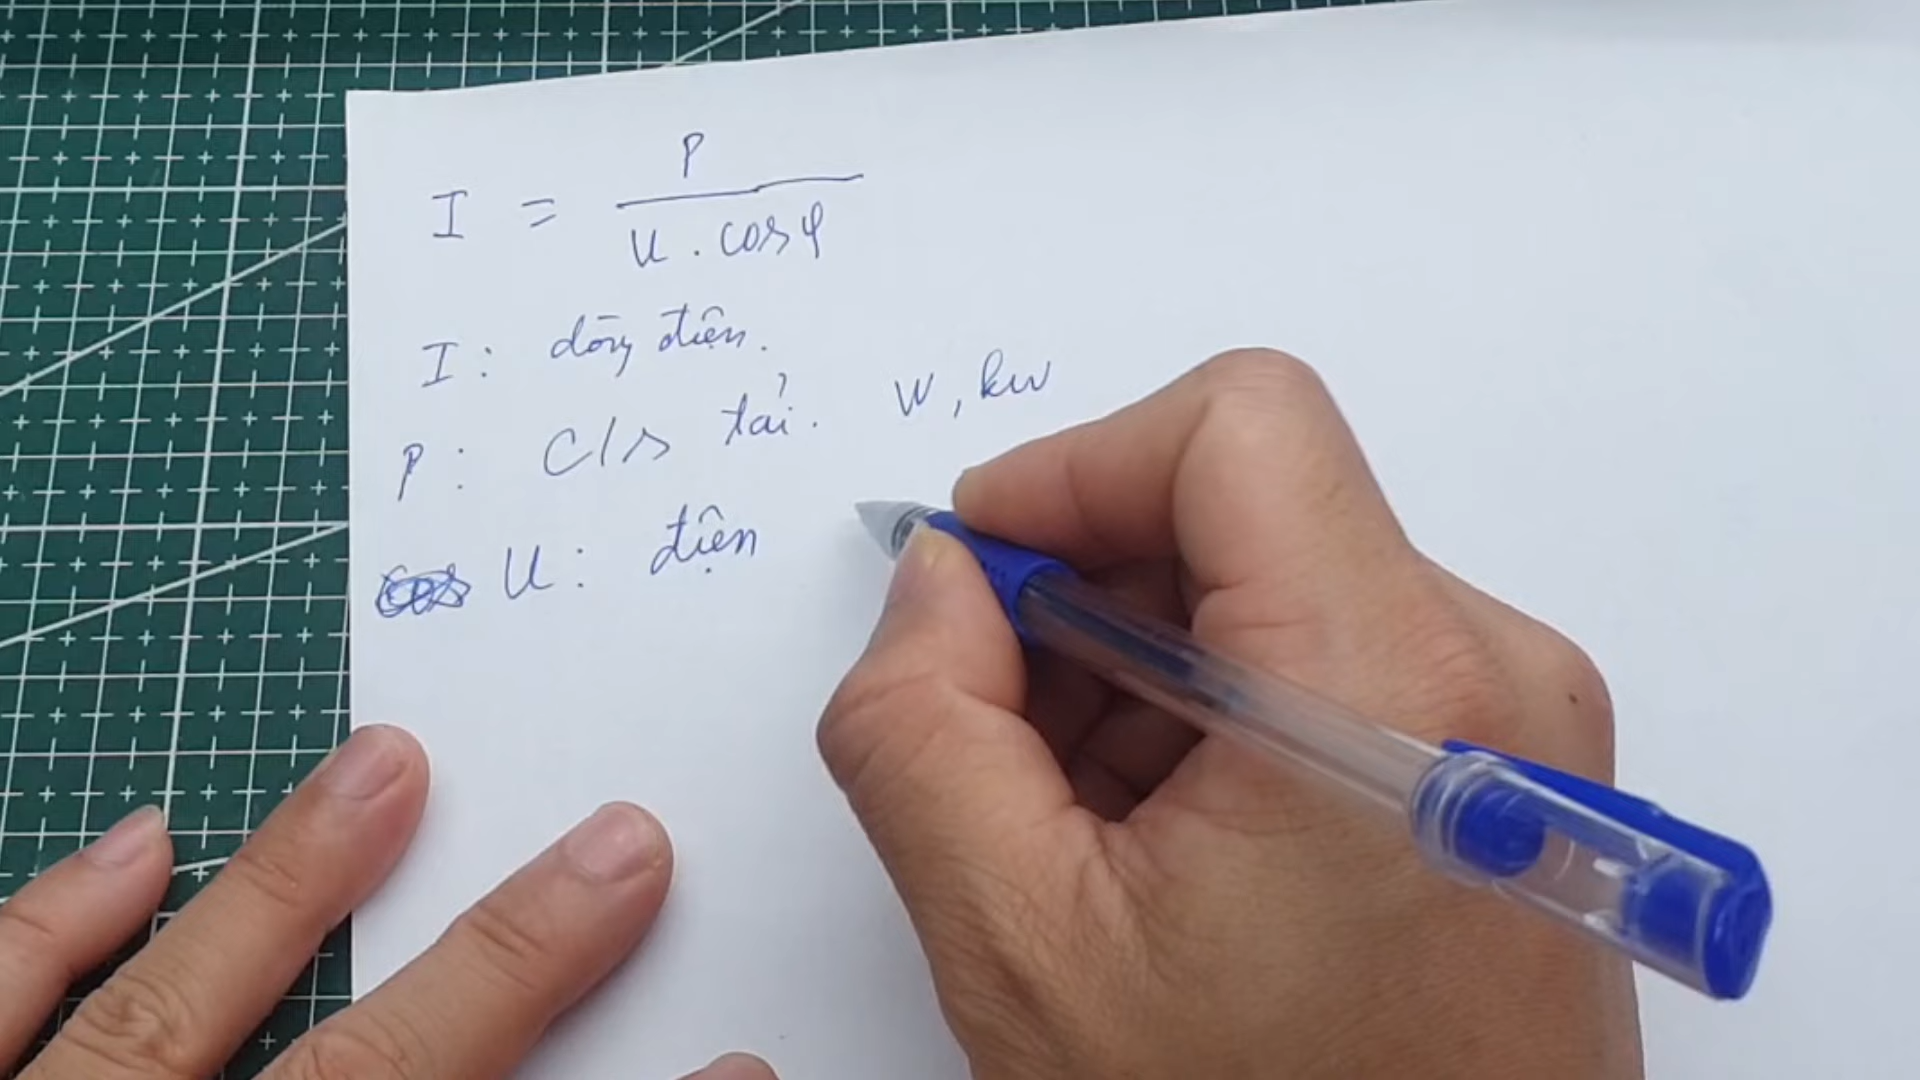 I = P / U . cosφ
I : dòng điện.
P : C/s tải. W, kw
U : điện